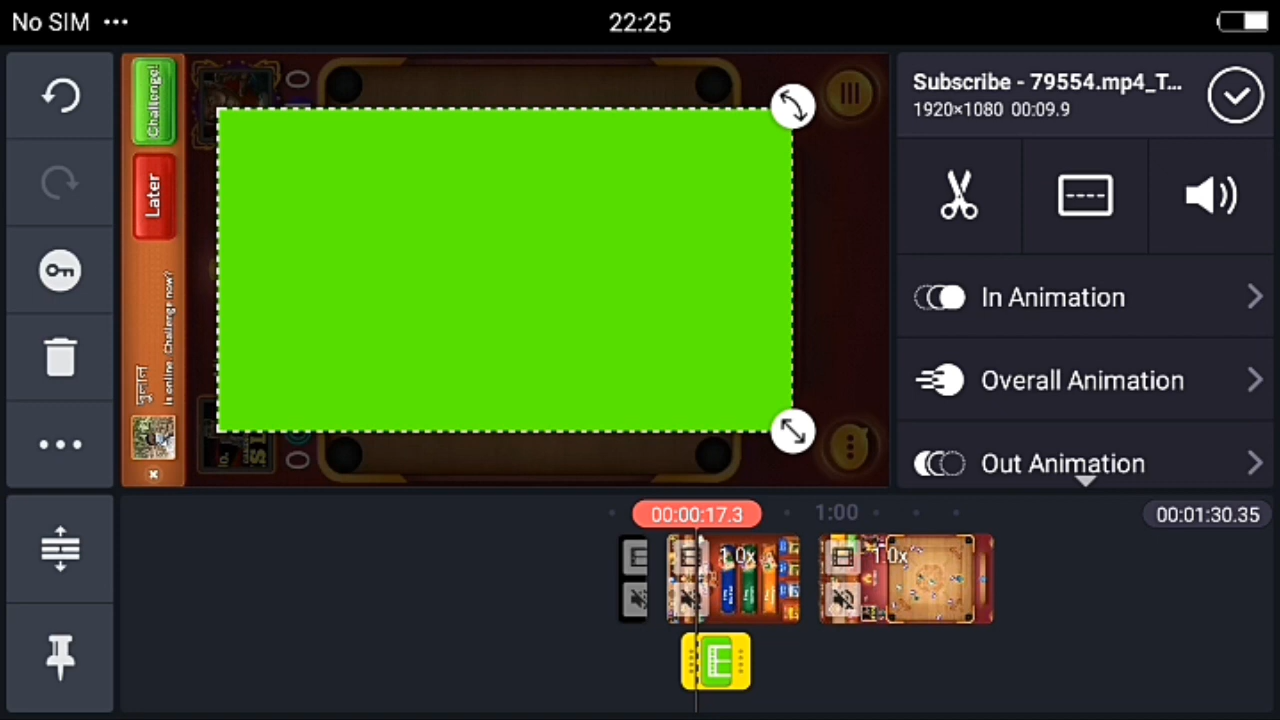 No SIM
22:25
Subscribe - 79554.mp4_T...
1920×1080 00:09.9
In Animation
Overall Animation
Out Animation
Challenge!
Later
is online. Challenge now?
00:00:17.3
1:00
00:01:30.35
1.0x
1.0x